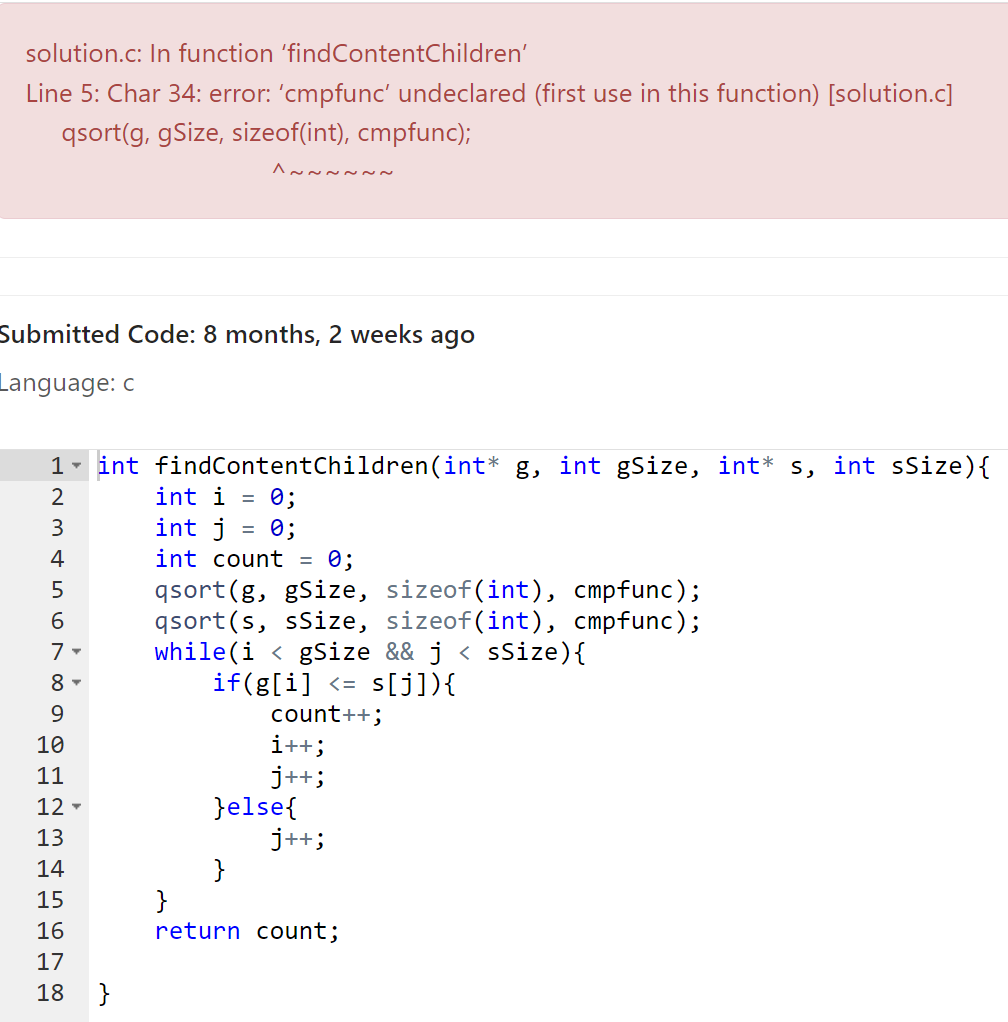 solution.c: In function ‘findContentChildren’
Line 5: Char 34: error: ‘cmpfunc’ undeclared (first use in this function) [solution.c]
qsort(g, gSize, sizeof(int), cmpfunc);
^~~~~~~
Submitted Code: 8 months, 2 weeks ago
Language: c
1 int findContentChildren(int* g, int gSize, int* s, int sSize){
2     int i = 0;
3     int j = 0;
4     int count = 0;
5     qsort(g, gSize, sizeof(int), cmpfunc);
6     qsort(s, sSize, sizeof(int), cmpfunc);
7     while(i < gSize && j < sSize){
8         if(g[i] <= s[j]){
9             count++;
10             i++;
11             j++;
12         }else{
13             j++;
14         }
15     }
16     return count;
17
18 }